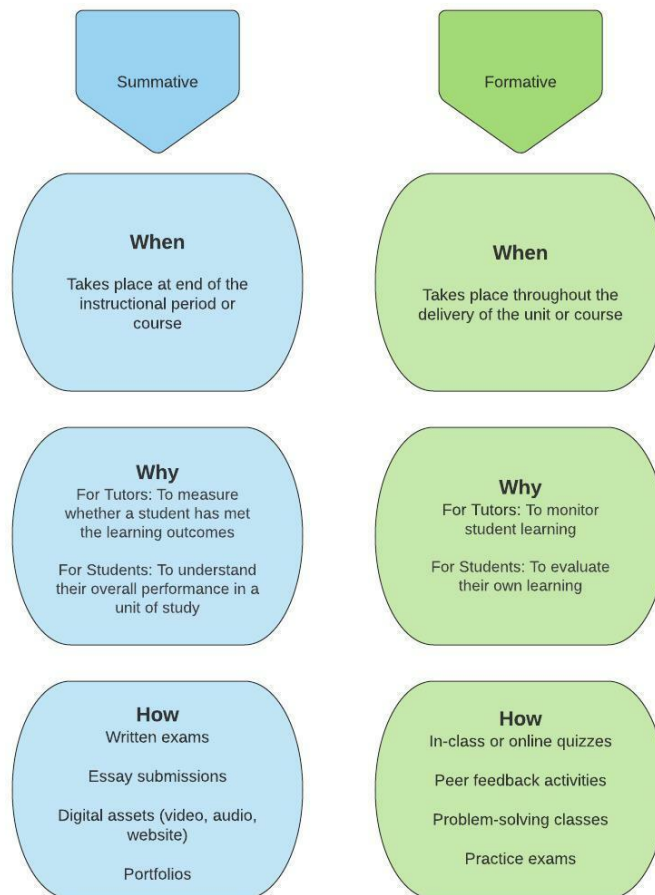 Summative
When
Takes place at end of the
instructional period or
course
Why
For Tutors: To measure
whether a student has met
the learning outcomes
For Students: To understand
their overall performance in a
unit of study
How
Written exams
Essay submissions
Digital assets (video, audio,
website)
Portfolios
Formative
When
Takes place throughout the
delivery of the unit or course
Why
For Tutors: To monitor
student learning
For Students: To evaluate
their own learning
How
In-class or online quizzes
Peer feedback activities
Problem-solving classes
Practice exams